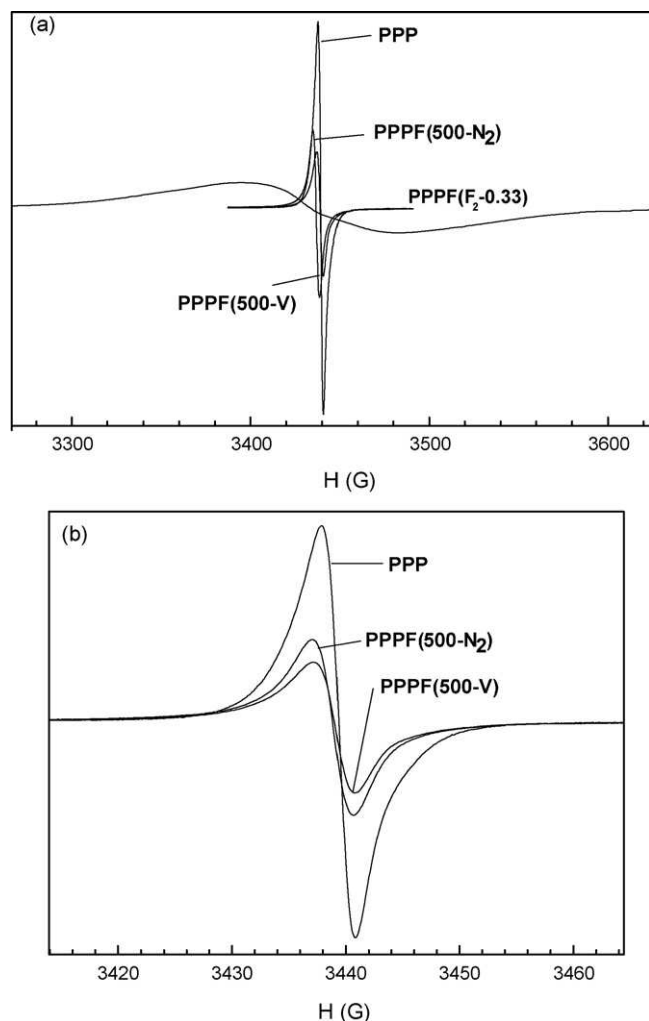 (a)
PPP
PPPF(500-N₂)
PPPF(F₂-0.33)
PPPF(500-V)
3300 3400 3500 3600
H (G)
(b)
PPP
PPPF(500-N₂)
PPPF(500-V)
3420 3430 3440 3450 3460
H (G)